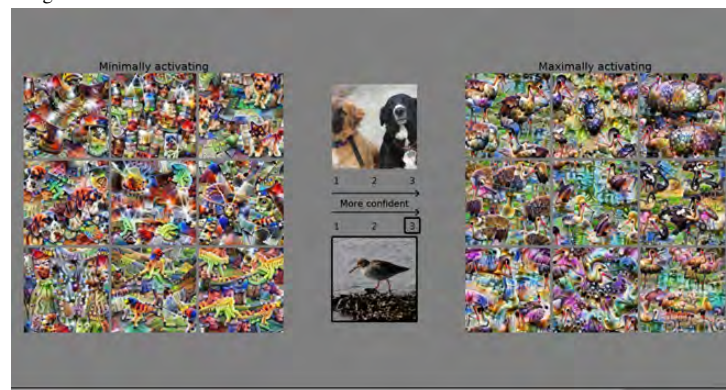 Minimally activating
Maximally activating
1 2 3
More confident
1 2 3